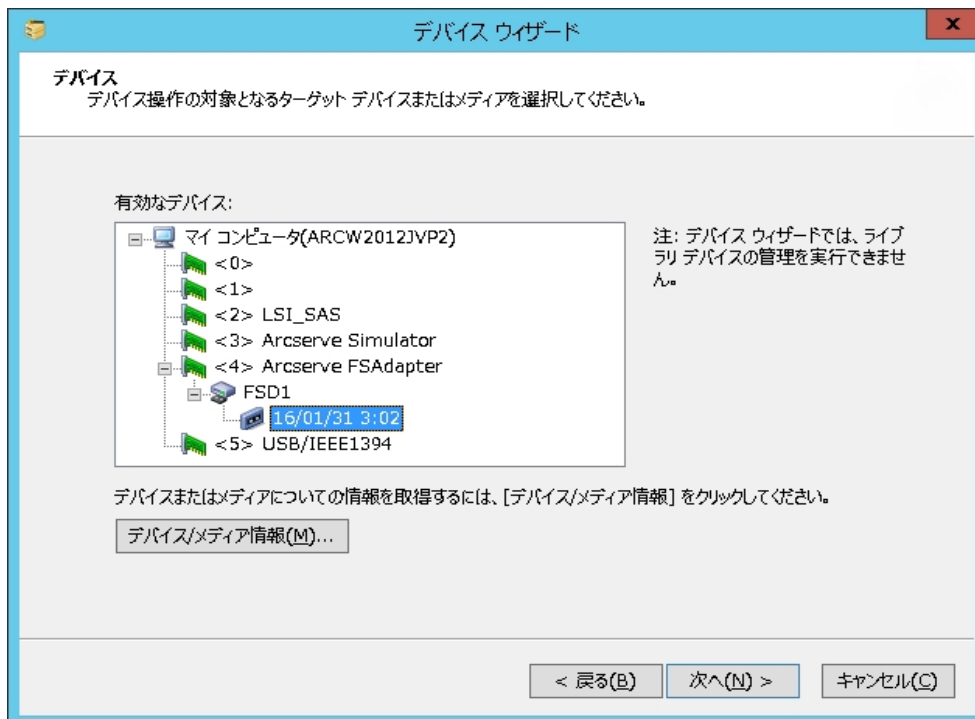 デバイス ウィザード
デバイス
デバイス操作の対象となるターゲット デバイスまたはメディアを選択してください。
有効なデバイス:
マイ コンピュータ(ARCW2012JVP2)
<0>
<1>
<2> LSI_SAS
<3> Arcserve Simulator
<4> Arcserve FSAdapter
FSD1
16/01/31 3:02
<5> USB/IEEE1394
注: デバイス ウィザードでは、ライブ
ラリ デバイスの管理を実行できませ
ん。
デバイスまたはメディアについての情報を取得するには、[デバイス/メディア情報] をクリックしてください。
デバイス/メディア情報(M)...
< 戻る(B)
次へ(N) >
キャンセル(C)